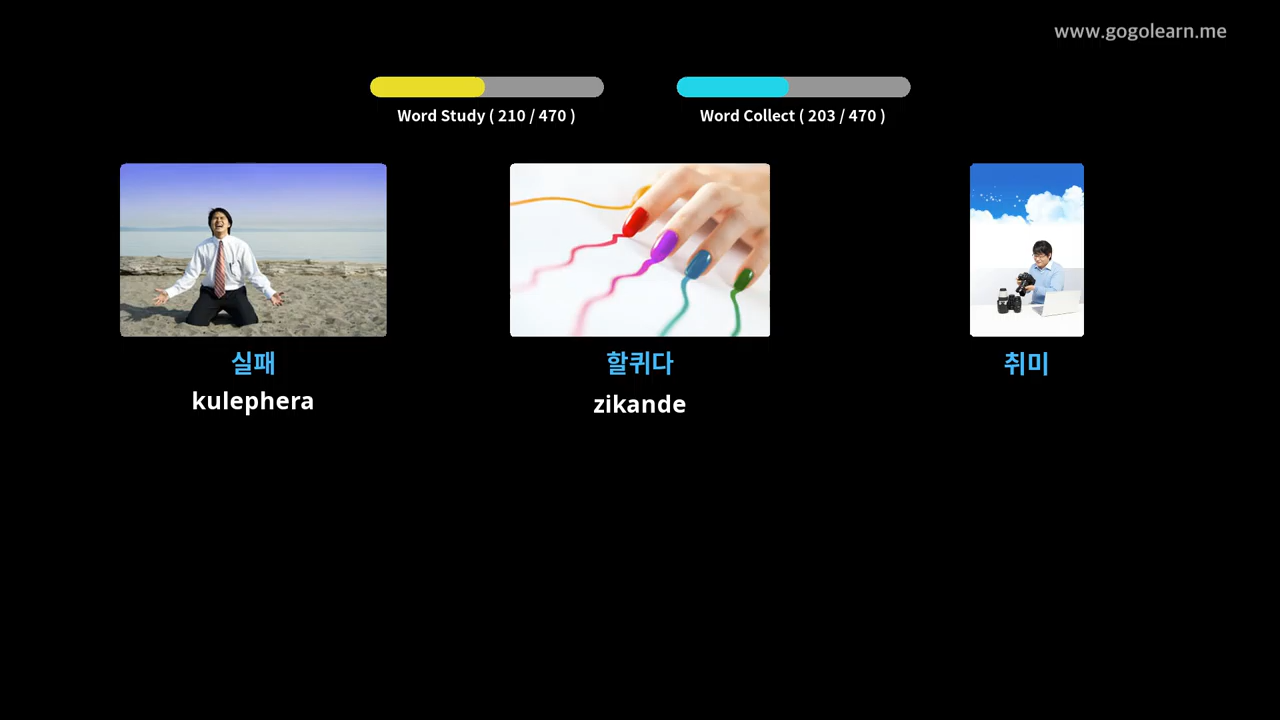 www.gogolearn.me
Word Study ( 210 / 470 )
Word Collect ( 203 / 470 )
실패
kulephera
할퀴다
zikande
취미